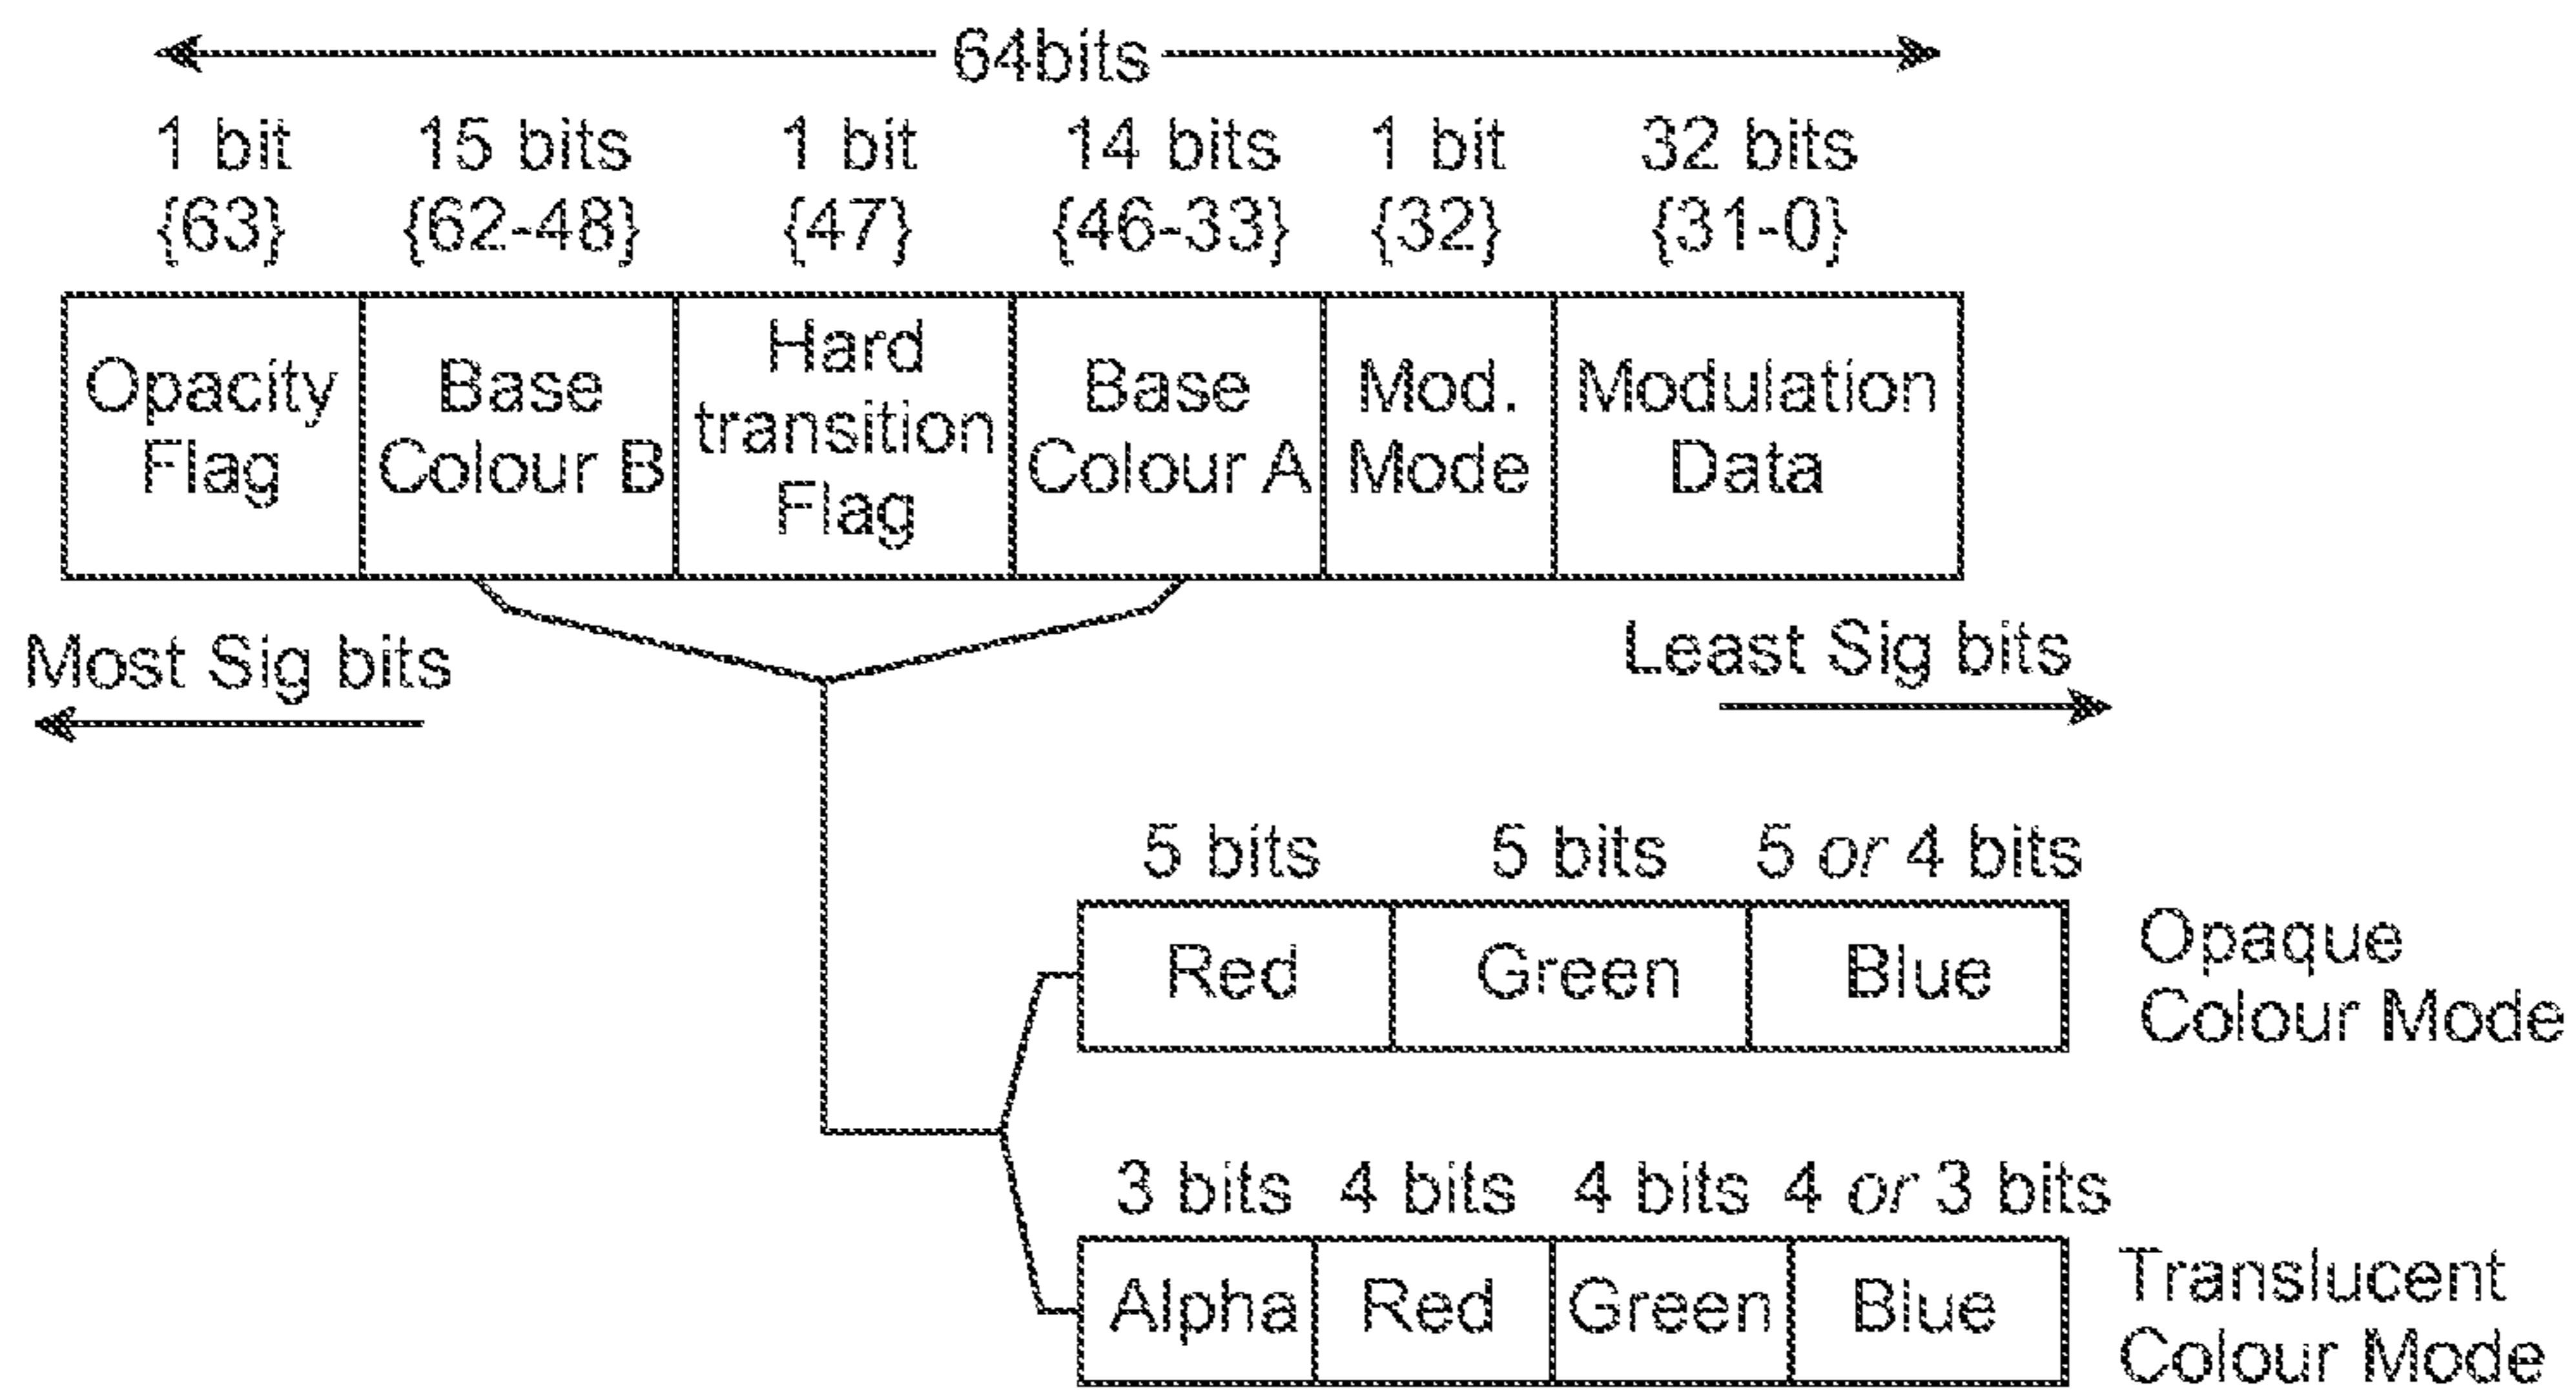 64bits
1 bit 15 bits 1 bit 14 bits 1 bit 32 bits
{63} {62-48} {47} {46-33} {32} {31-0}
Opacity
Flag
Base
Colour B
Hard
transition
Flag
Base
Colour A
Mod.
Mode
Modulation
Data
Most Sig bits
Least Sig bits
5 bits 5 bits 5 or 4 bits
Red Green Blue
Opaque
Colour Mode
3 bits 4 bits 4 bits 4 or 3 bits
Alpha Red Green Blue
Translucent
Colour Mode